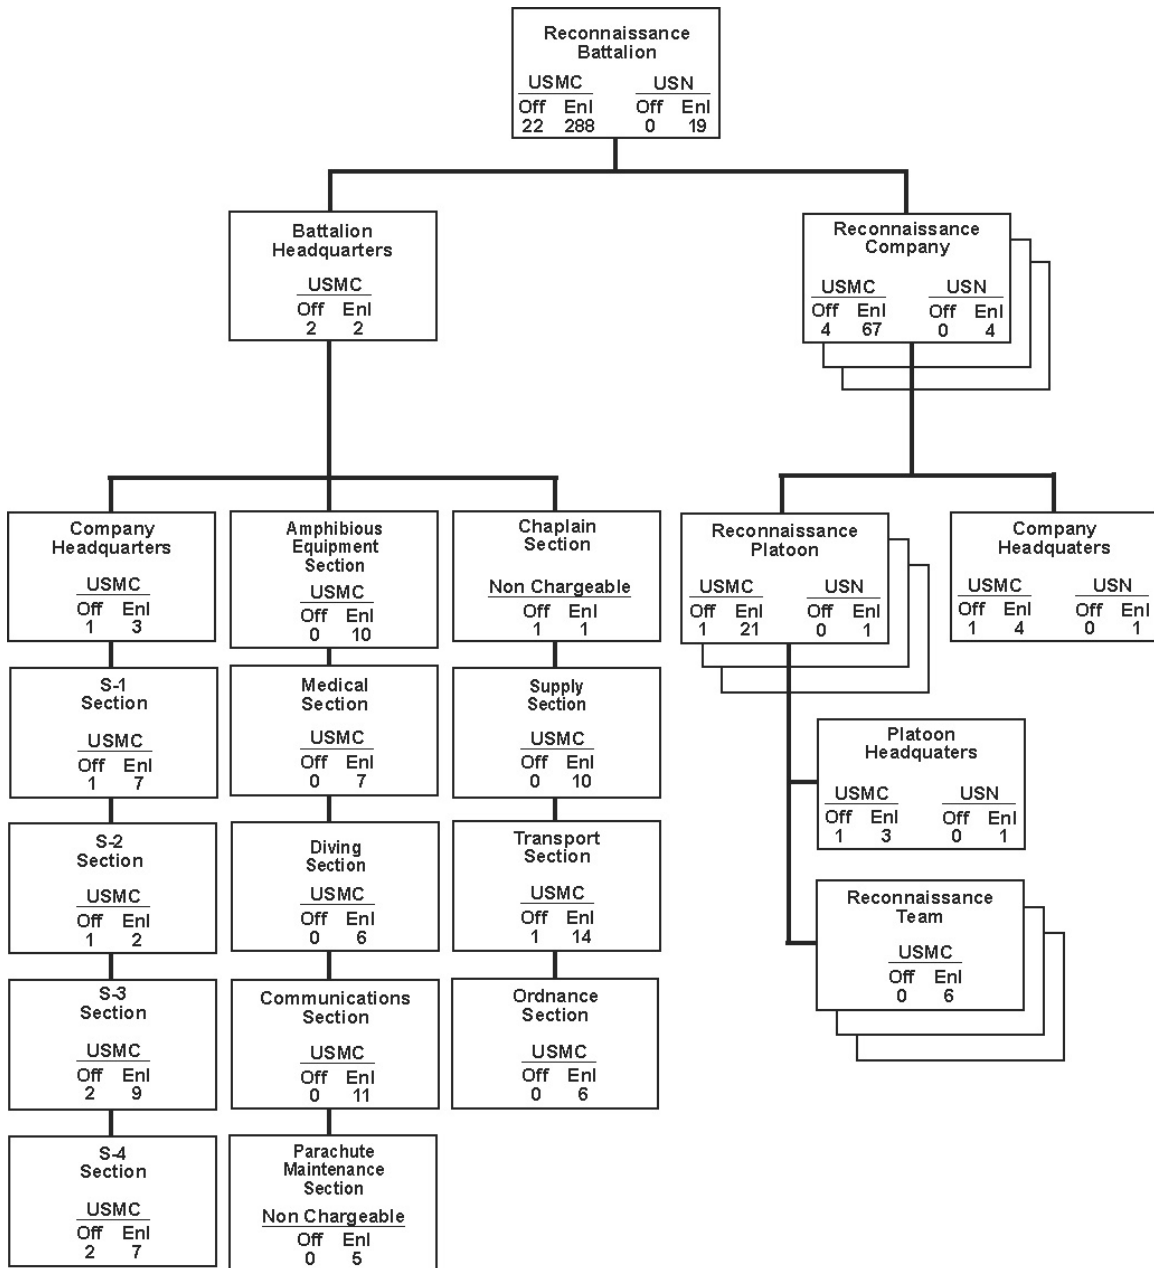 Reconnaissance
Battalion
USMC USN
Off Enl Off Enl
22 288 0 19
Battalion
Headquarters
USMC
Off Enl
2 2
Reconnaissance
Company
USMC USN
Off Enl Off Enl
4 67 0 4
Company
Headquarters
USMC
Off Enl
1 3
S-1
Section
USMC
Off Enl
1 7
S-2
Section
USMC
Off Enl
1 2
S-3
Section
USMC
Off Enl
2 9
S-4
Section
USMC
Off Enl
2 7
Amphibious
Equipment
Section
USMC
Off Enl
0 10
Medical
Section
USMC
Off Enl
0 7
Diving
Section
USMC
Off Enl
0 6
Communications
Section
USMC
Off Enl
0 11
Parachute
Maintenance
Section
Non Chargeable
Off Enl
0 5
Chaplain
Section
Non Chargeable
Off Enl
1 1
Supply
Section
USMC
Off Enl
0 10
Transport
Section
USMC
Off Enl
1 14
Ordnance
Section
USMC
Off Enl
0 6
Reconnaissance
Platoon
USMC USN
Off Enl Off Enl
1 21 0 1
Company
Headquaters
USMC USN
Off Enl Off Enl
1 4 0 1
Platoon
Headquaters
USMC USN
Off Enl Off Enl
1 3 0 1
Reconnaissance
Team
USMC
Off Enl
0 6